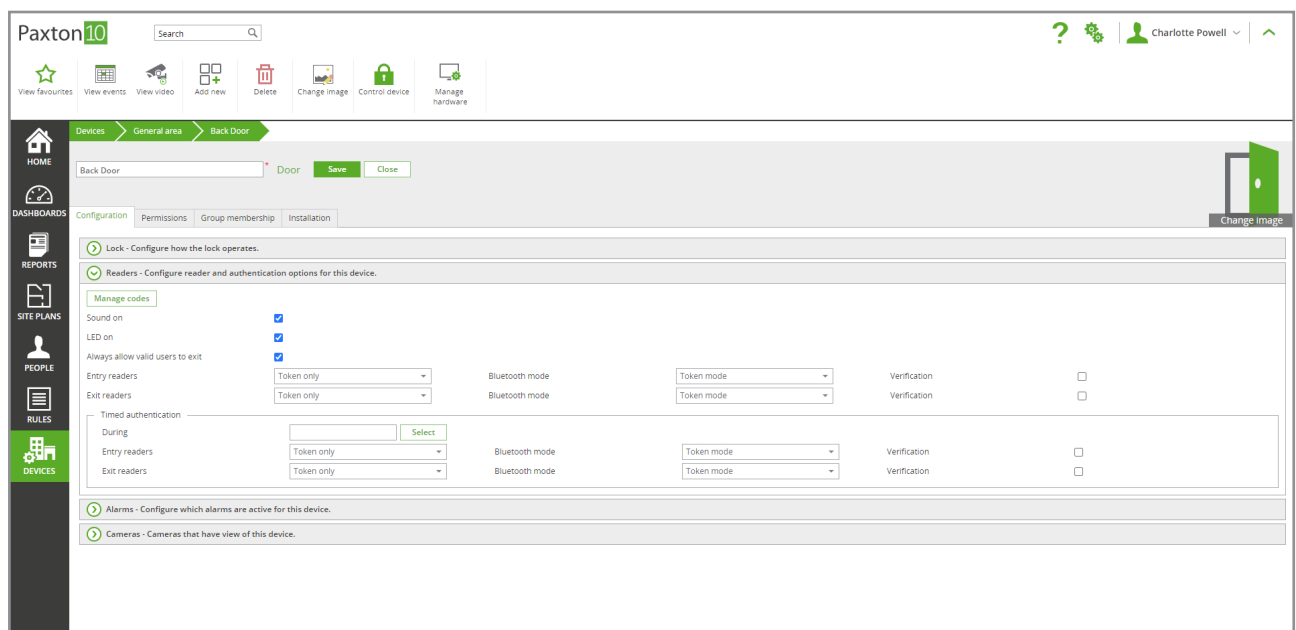 Paxton10
Search
Charlotte Powell
View favourites View events View video Add new Delete Change image Control device Manage hardware
Devices General area Back Door
HOME
Back Door * Door Save Close
DASHBOARDS
Change image
Configuration Permissions Group membership Installation
Lock - Configure how the lock operates.
REPORTS
Readers - Configure reader and authentication options for this device.
Manage codes
SITE PLANS
Sound on
LED on
Always allow valid users to exit
PEOPLE
Entry readers Token only Bluetooth mode Token mode Verification
Exit readers Token only Bluetooth mode Token mode Verification
RULES
Timed authentication
During Select
Entry readers Token only Bluetooth mode Token mode Verification
DEVICES
Exit readers Token only Bluetooth mode Token mode Verification
Alarms - Configure which alarms are active for this device.
Cameras - Cameras that have view of this device.